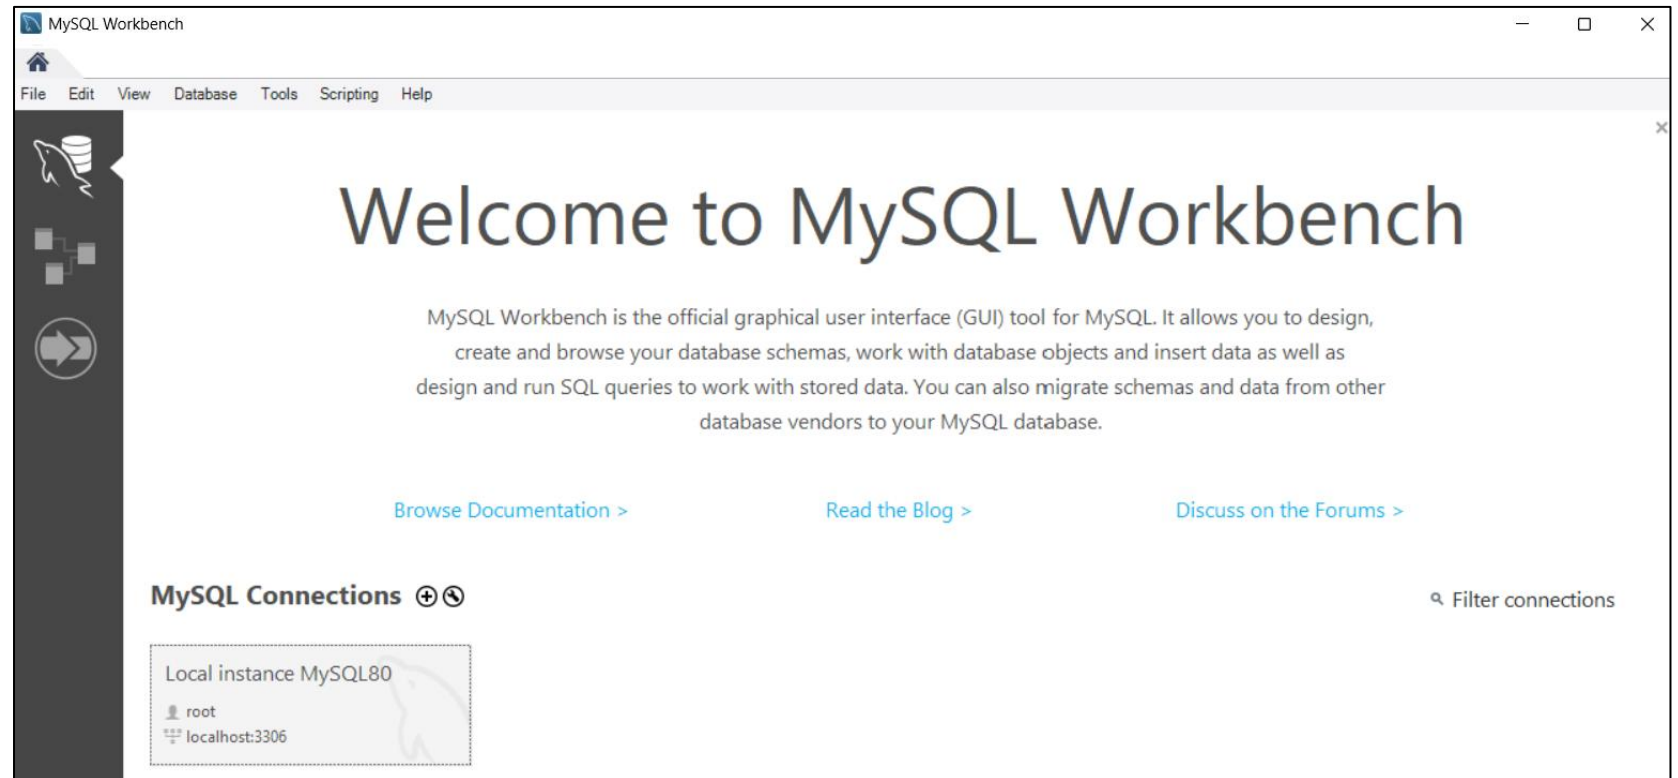 MySQL Workbench
File Edit View Database Tools Scripting Help
Welcome to MySQL Workbench
MySQL Workbench is the official graphical user interface (GUI) tool for MySQL. It allows you to design,
create and browse your database schemas, work with database objects and insert data as well as
design and run SQL queries to work with stored data. You can also migrate schemas and data from other
database vendors to your MySQL database.
Browse Documentation > Read the Blog > Discuss on the Forums >
MySQL Connections
Filter connections
Local instance MySQL80
root
localhost:3306